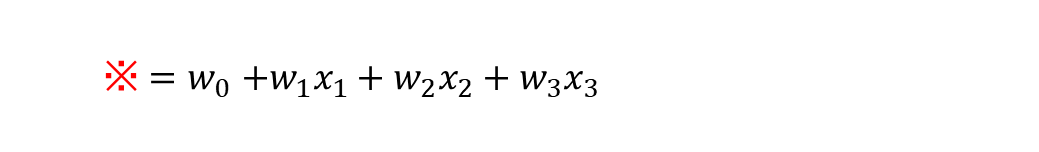 ※ = w₀ +w₁x₁ + w₂x₂ + w₃x₃